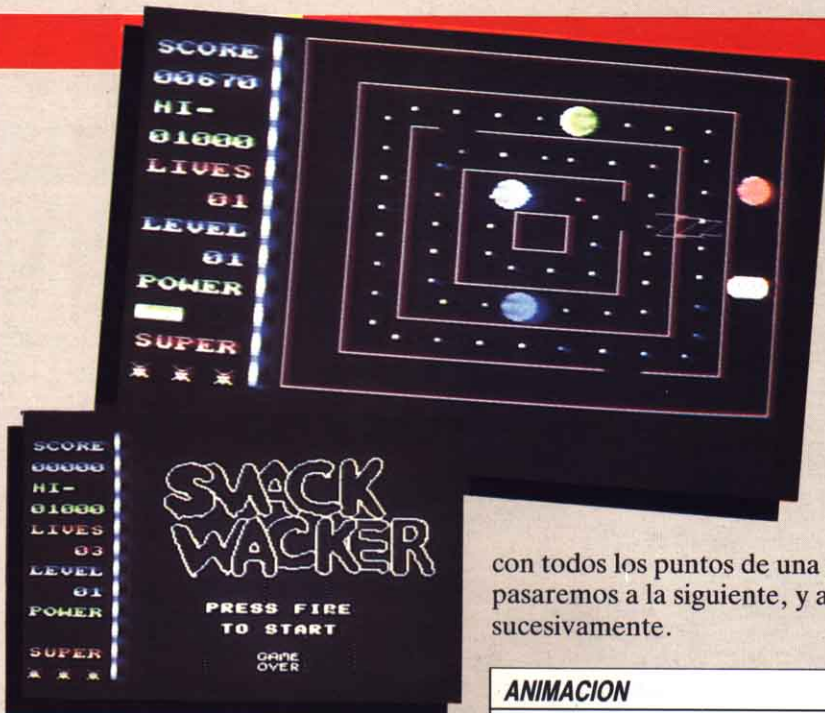 SCORE
00670
HI-
01000
LIVES
01
LEVEL
01
POWER
SUPER
SCORE
00000
HI-
01000
LIVES
03
LEVEL
01
POWER
SUPER
SMACK
WACKER
PRESS FIRE
TO START
GAME
OVER
con todos los puntos de una
pasaremos a la siguiente, y a
sucesivamente.
ANIMACION